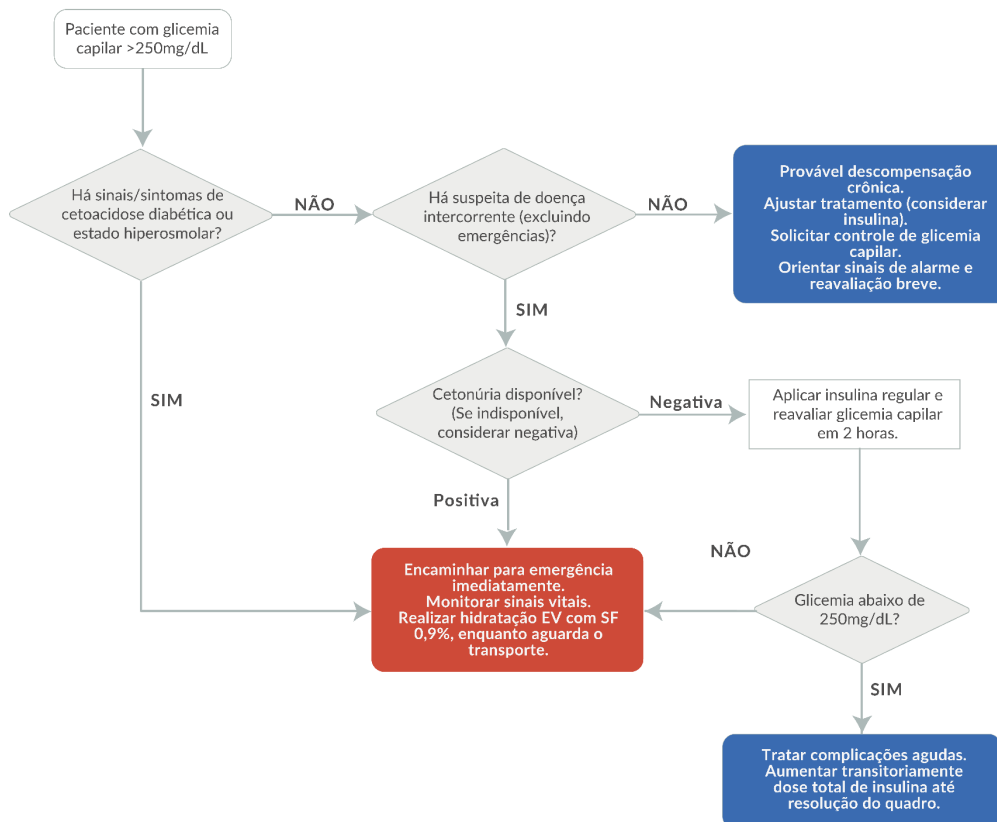 Paciente com glicemia
capilar >250mg/dL
Há sinais/sintomas de
cetoacidose diabética ou
estado hiperosmolar?
NÃO
Há suspeita de doença
intercorrente (excluindo
emergências)?
NÃO
Provável descompensação
crônica.
Ajustar tratamento (considerar
insulina).
Solicitar controle de glicemia
capilar.
Orientar sinais de alarme e
reavaliação breve.
SIM
SIM
Cetonúria disponível?
(Se indisponível,
considerar negativa)
Negativa
Aplicar insulina regular e
reavaliar glicemia capilar
em 2 horas.
Positiva
NÃO
Encaminhar para emergência
imediatamente.
Monitorar sinais vitais.
Realizar hidratação EV com SF
0,9%, enquanto aguarda o
transporte.
Glicemia abaixo de
250mg/dL?
SIM
Tratar complicações agudas.
Aumentar transitoriamente
dose total de insulina até
resolução do quadro.